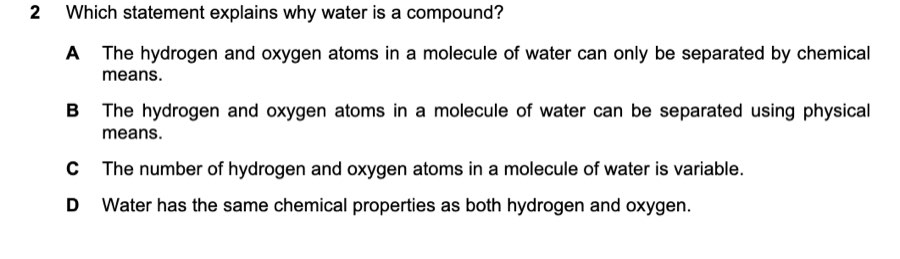 2 Which statement explains why water is a compound?
A The hydrogen and oxygen atoms in a molecule of water can only be separated by chemical
means.
B The hydrogen and oxygen atoms in a molecule of water can be separated using physical
means.
C The number of hydrogen and oxygen atoms in a molecule of water is variable.
D Water has the same chemical properties as both hydrogen and oxygen.